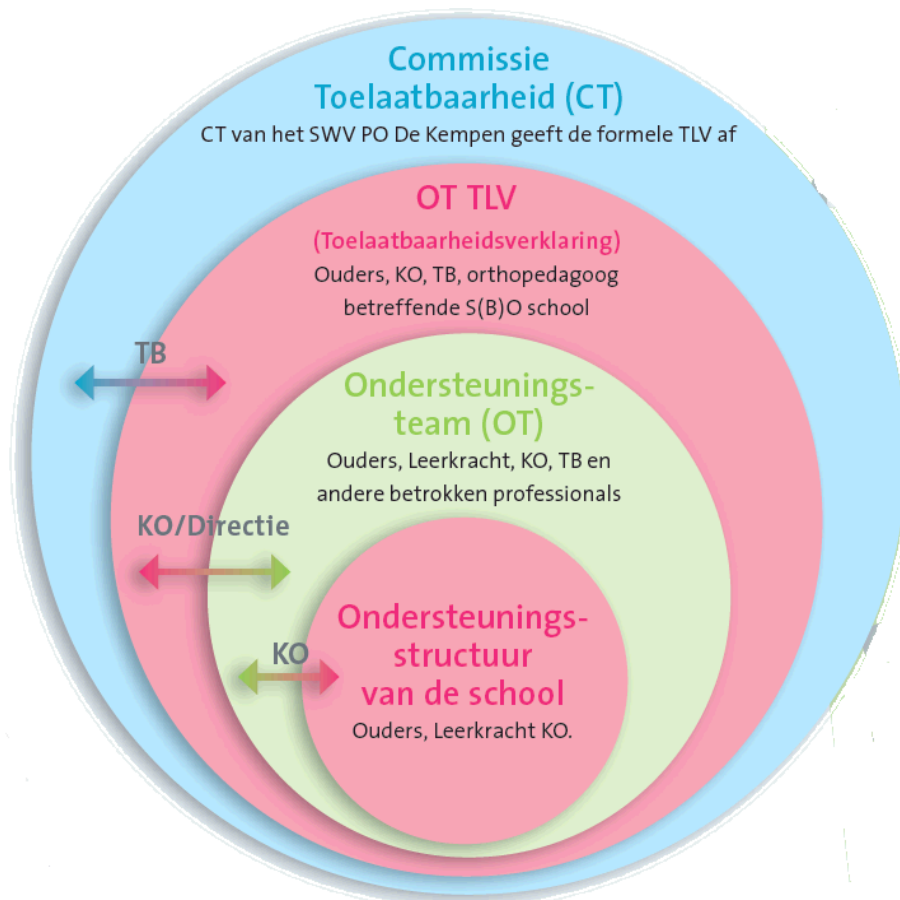 Commissie
Toelaatbaarheid (CT)
CT van het SWV PO De Kempen geeft de formele TLV af
OT TLV
(Toelaatbaarheidsverklaring)
Ouders, KO, TB, orthopedagoog
betreffende S(B)O school
TB
Ondersteunings-
team (OT)
Ouders, Leerkracht, KO, TB en
andere betrokken professionals
KO/Directie
Ondersteunings-
structuur
van de school
Ouders, Leerkracht KO.
KO